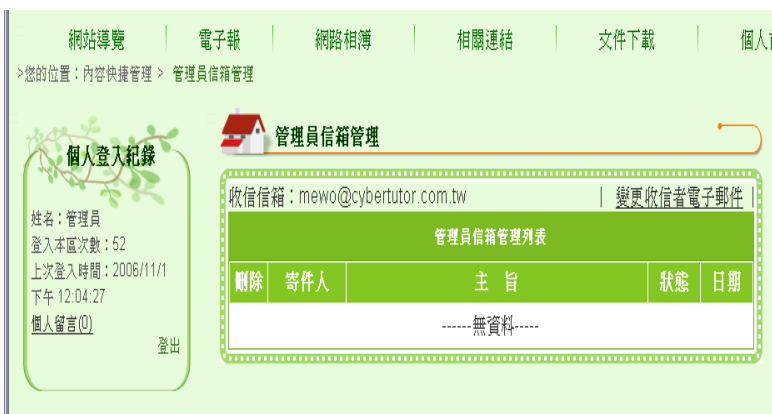 網站導覽 電子報 網路相簿 相關連結 文件下載 個人
>您的位置：內容快捷管理 > 管理員信箱管理
個人登入紀錄
姓名：管理員
登入本區次數：52
上次登入時間：2006/11/1
下午 12:04:27
個人留言(0)
登出
管理員信箱管理
收信信箱：mewo@cybertutor.com.tw | 變更收信者電子郵件 |
管理員信箱管理列表
刪除 寄件人 主 旨 狀態 日期
------無資料-----